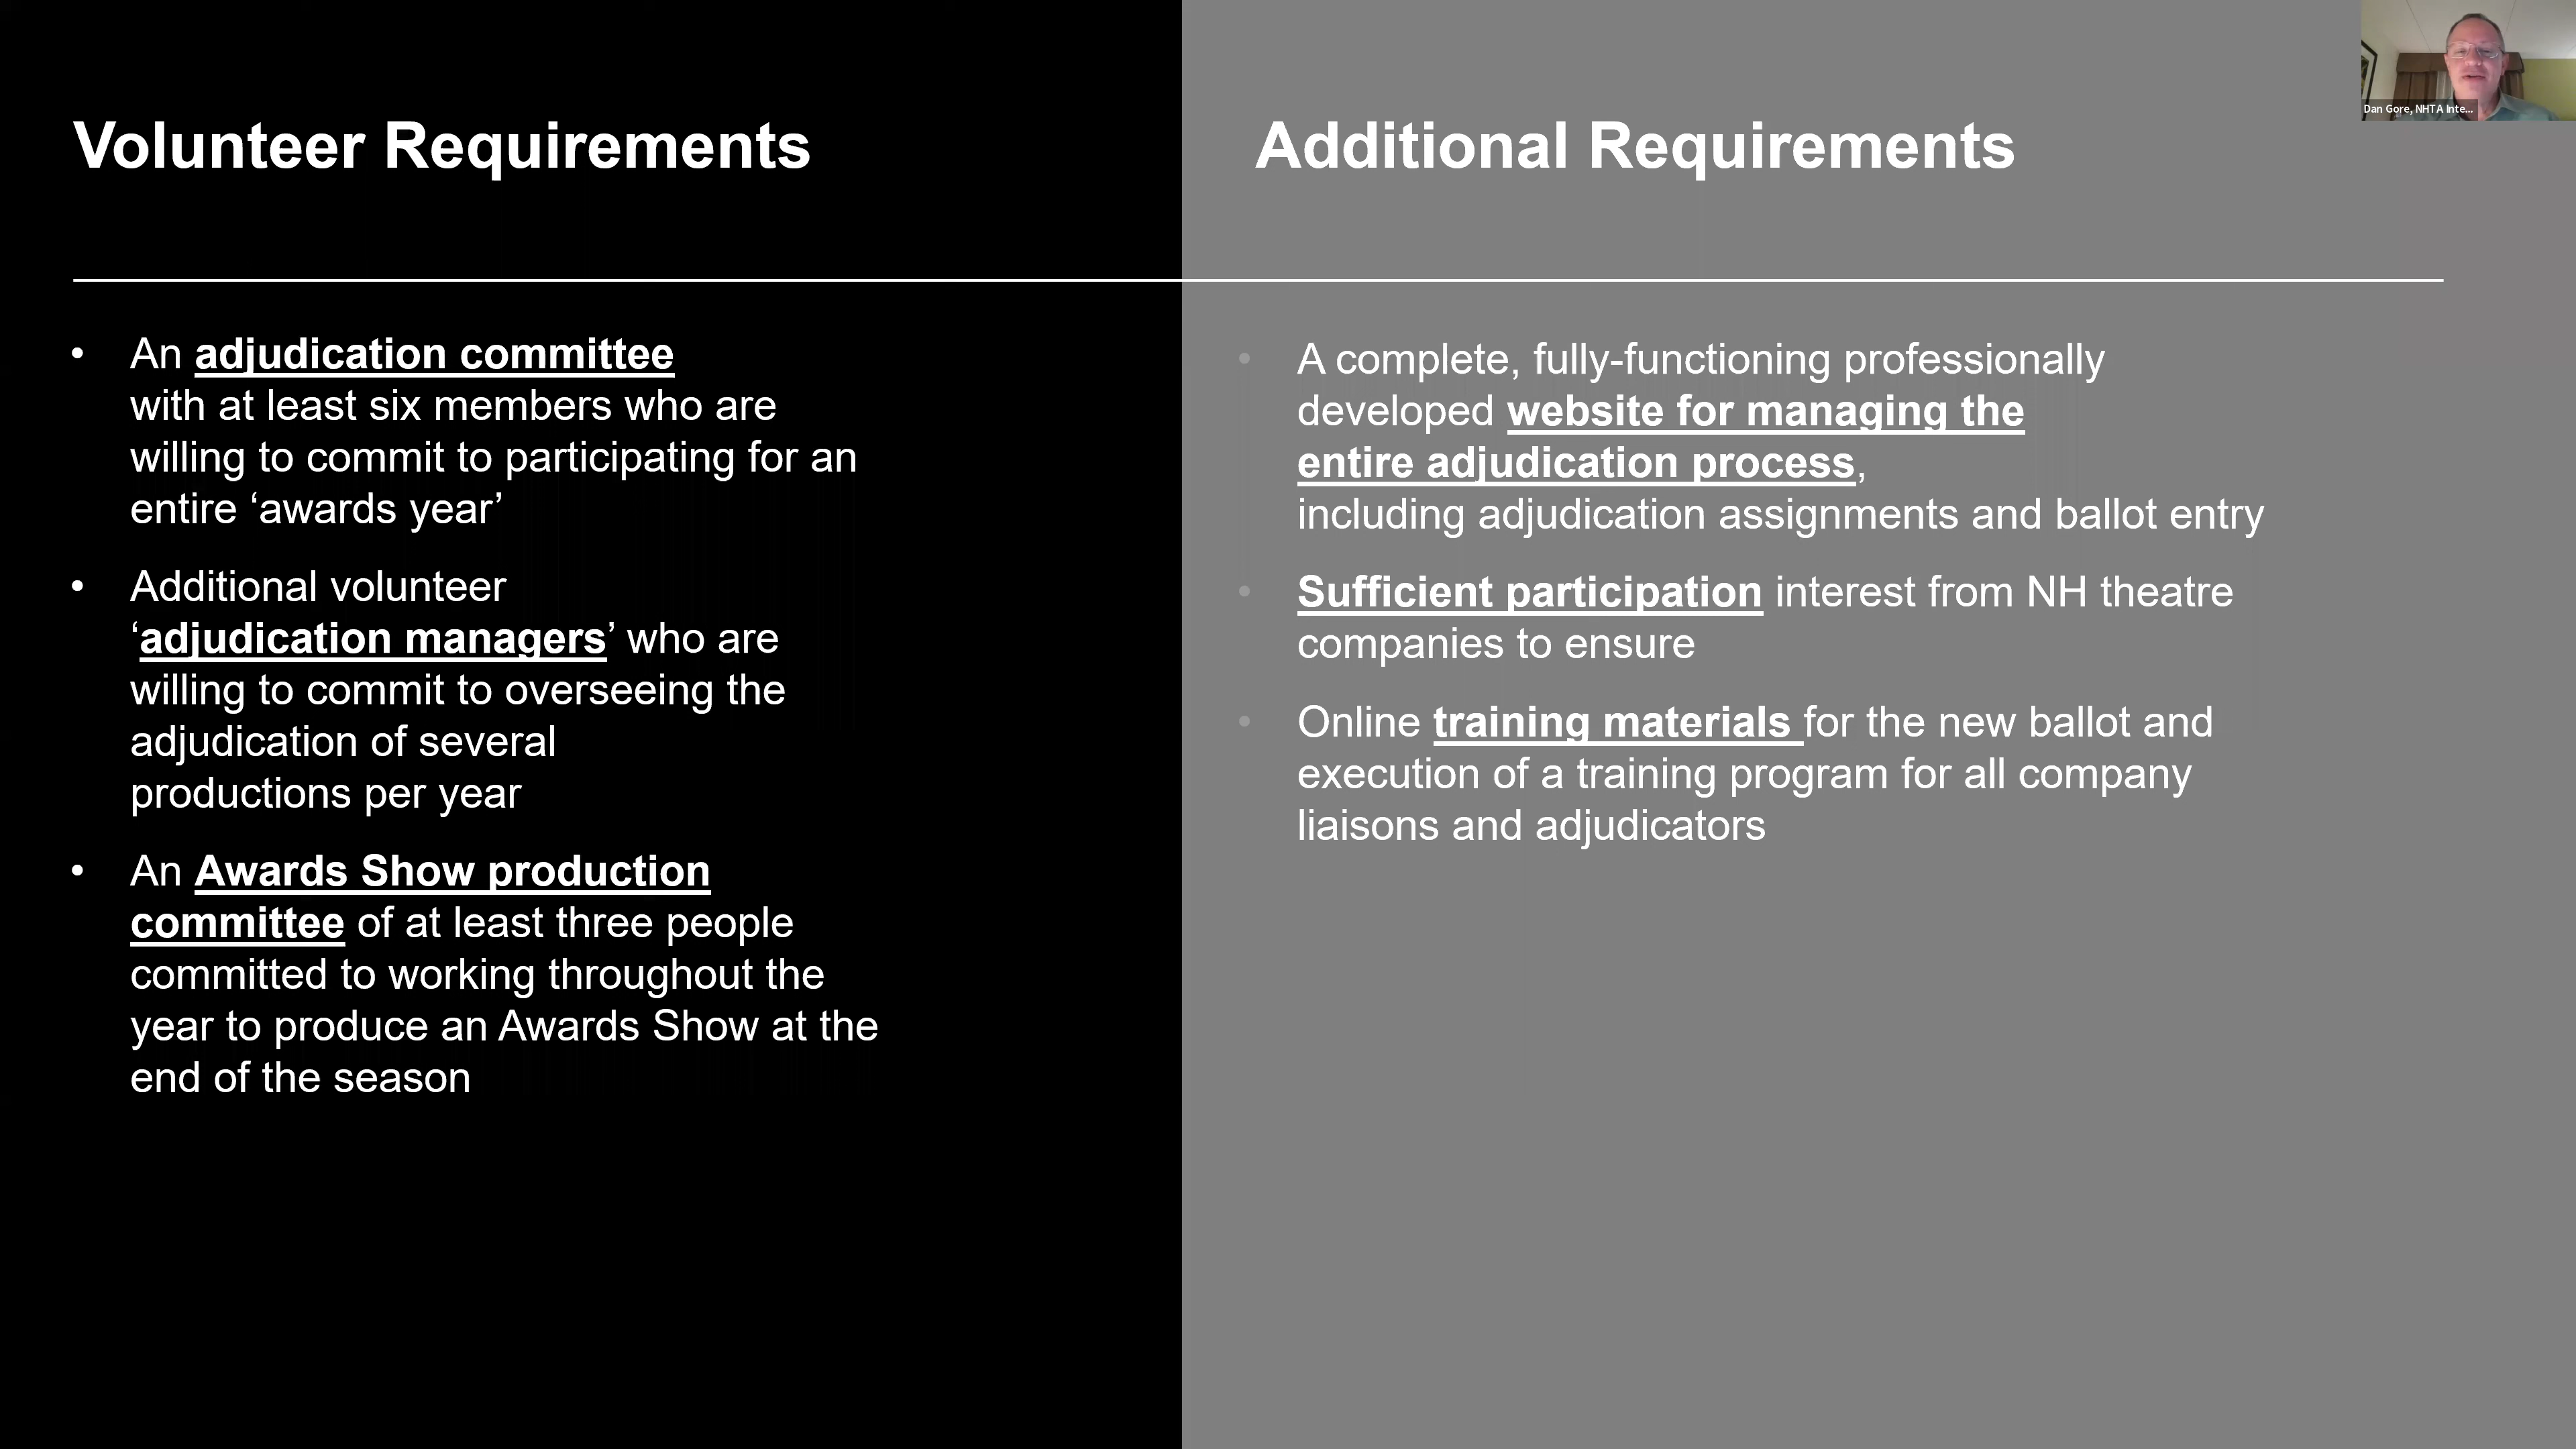 Volunteer Requirements
• An adjudication committee
with at least six members who are
willing to commit to participating for an
entire ‘awards year’
• Additional volunteer
‘adjudication managers’ who are
willing to commit to overseeing the
adjudication of several
productions per year
• An Awards Show production
committee of at least three people
committed to working throughout the
year to produce an Awards Show at the
end of the season
Additional Requirements
• A complete, fully-functioning professionally
developed website for managing the
entire adjudication process,
including adjudication assignments and ballot entry
• Sufficient participation interest from NH theatre
companies to ensure
• Online training materials for the new ballot and
execution of a training program for all company
liaisons and adjudicators
Dan Gore, NHTA Inte...